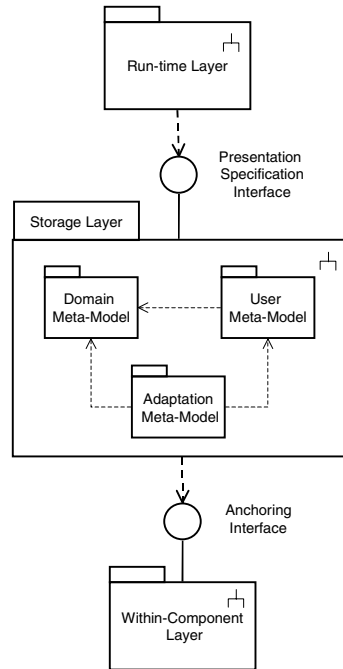 Run-time Layer
Presentation
Specification
Interface
Storage Layer
Domain
Meta-Model
User
Meta-Model
Adaptation
Meta-Model
Anchoring
Interface
Within-Component
Layer